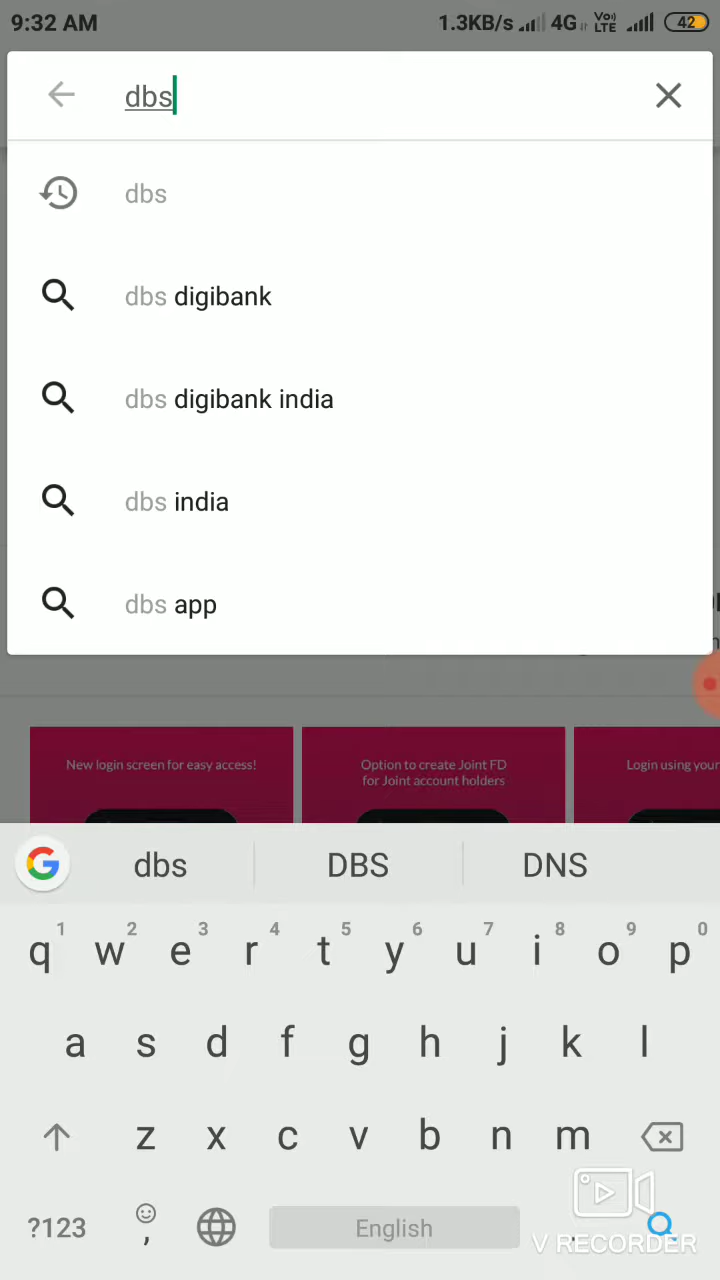 9:32 AM 1.3KB/s 4G Vo) LTE 42
dbs
dbs
dbs digibank
dbs digibank india
dbs india
dbs app
New login screen for easy access!
Option to create Joint FD
for Joint account holders
Login using your
dbs DBS DNS
1 2 3 4 5 6 7 8 9 0
q w e r t y u i o p
a s d f g h j k l
z x c v b n m
?123 , English .
V RECORDER